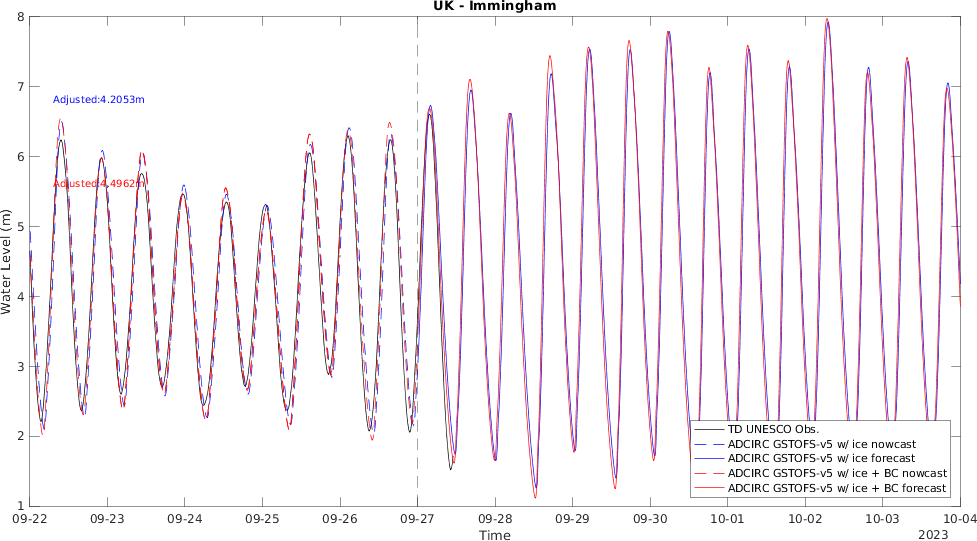 UK - Immingham
8
7
6
5
4
3
2
1
Water Level (m)
Adjusted:4.2053m
Adjusted:4.4962m
TD UNESCO Obs.
ADCIRC GSTOFS-v5 w/ ice nowcast
ADCIRC GSTOFS-v5 w/ ice forecast
ADCIRC GSTOFS-v5 w/ ice + BC nowcast
ADCIRC GSTOFS-v5 w/ ice + BC forecast
09-22 09-23 09-24 09-25 09-26 09-27 09-28 09-29 09-30 10-01 10-02 10-03 10-04
Time
2023